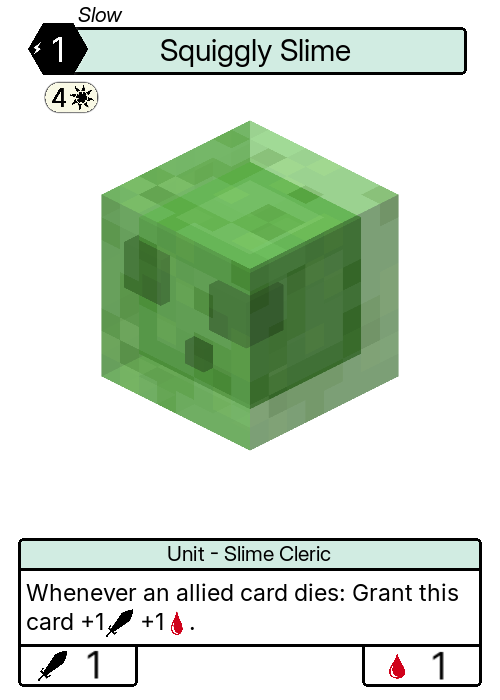 Slow
1 Squiggly Slime
4
Unit - Slime Cleric
Whenever an allied card dies: Grant this
card +1 +1 .
1 1